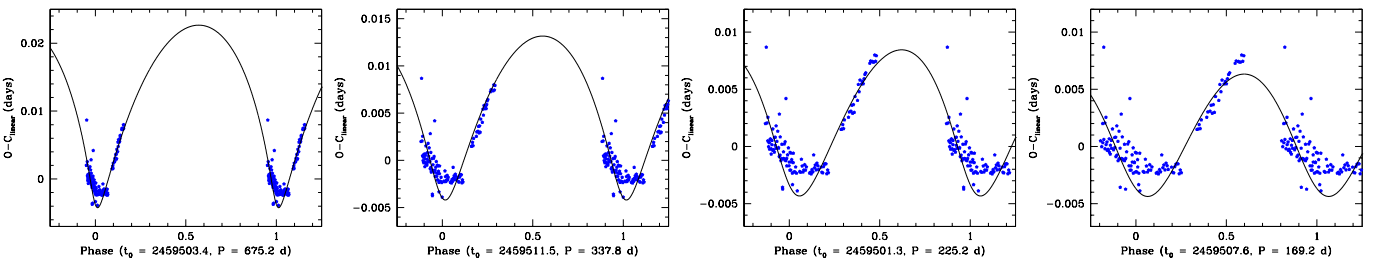 0.02
0.01
0
O-C_linear (days)
0 0.5 1
Phase (t_0 = 2459503.4, P = 675.2 d)
0.015
0.01
0.005
0
−0.005
O-C_linear (days)
0 0.5 1
Phase (t_0 = 2459511.5, P = 337.8 d)
0.01
0.005
0
−0.005
O-C_linear (days)
0 0.5 1
Phase (t_0 = 2459501.3, P = 225.2 d)
0.01
0.005
0
−0.005
O-C_linear (days)
0 0.5 1
Phase (t_0 = 2459507.6, P = 169.2 d)